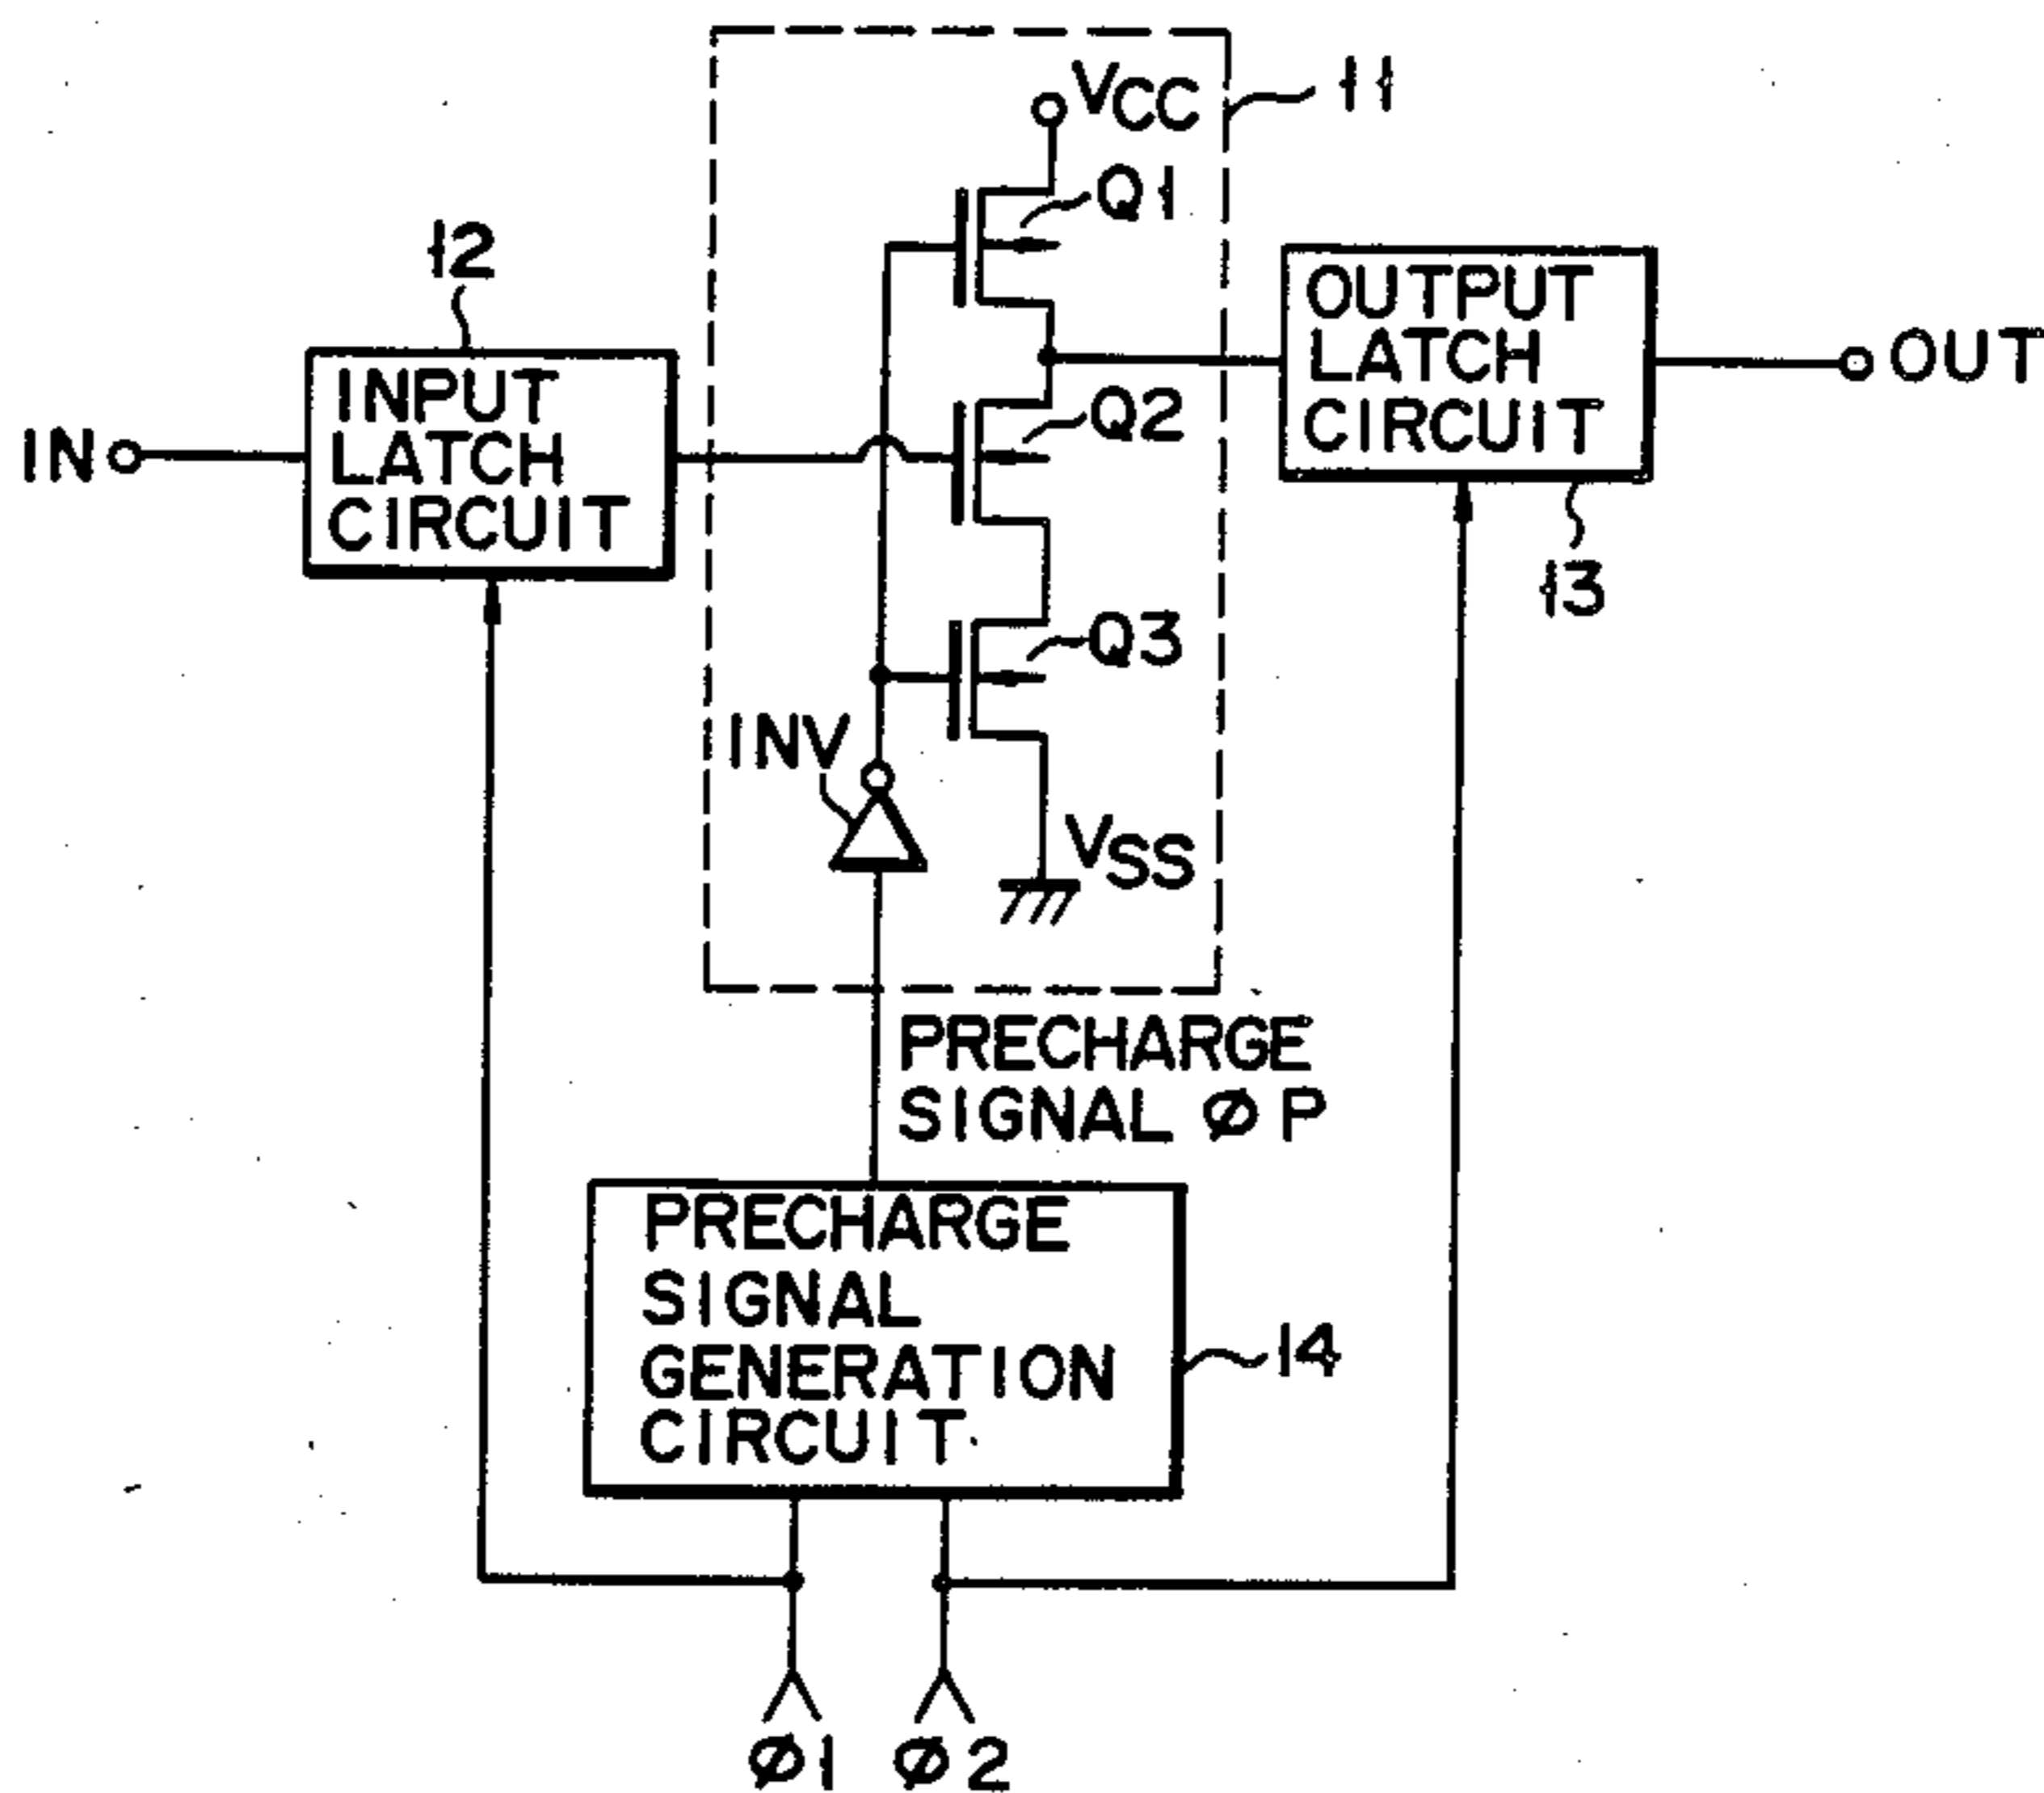 VCC
11
Q1
12
INPUT
LATCH
CIRCUIT
IN
Q2
OUTPUT
LATCH
CIRCUIT
OUT
13
Q3
INV
VSS
PRECHARGE
SIGNAL ØP
PRECHARGE
SIGNAL
GENERATION
CIRCUIT
14
Ø1
Ø2